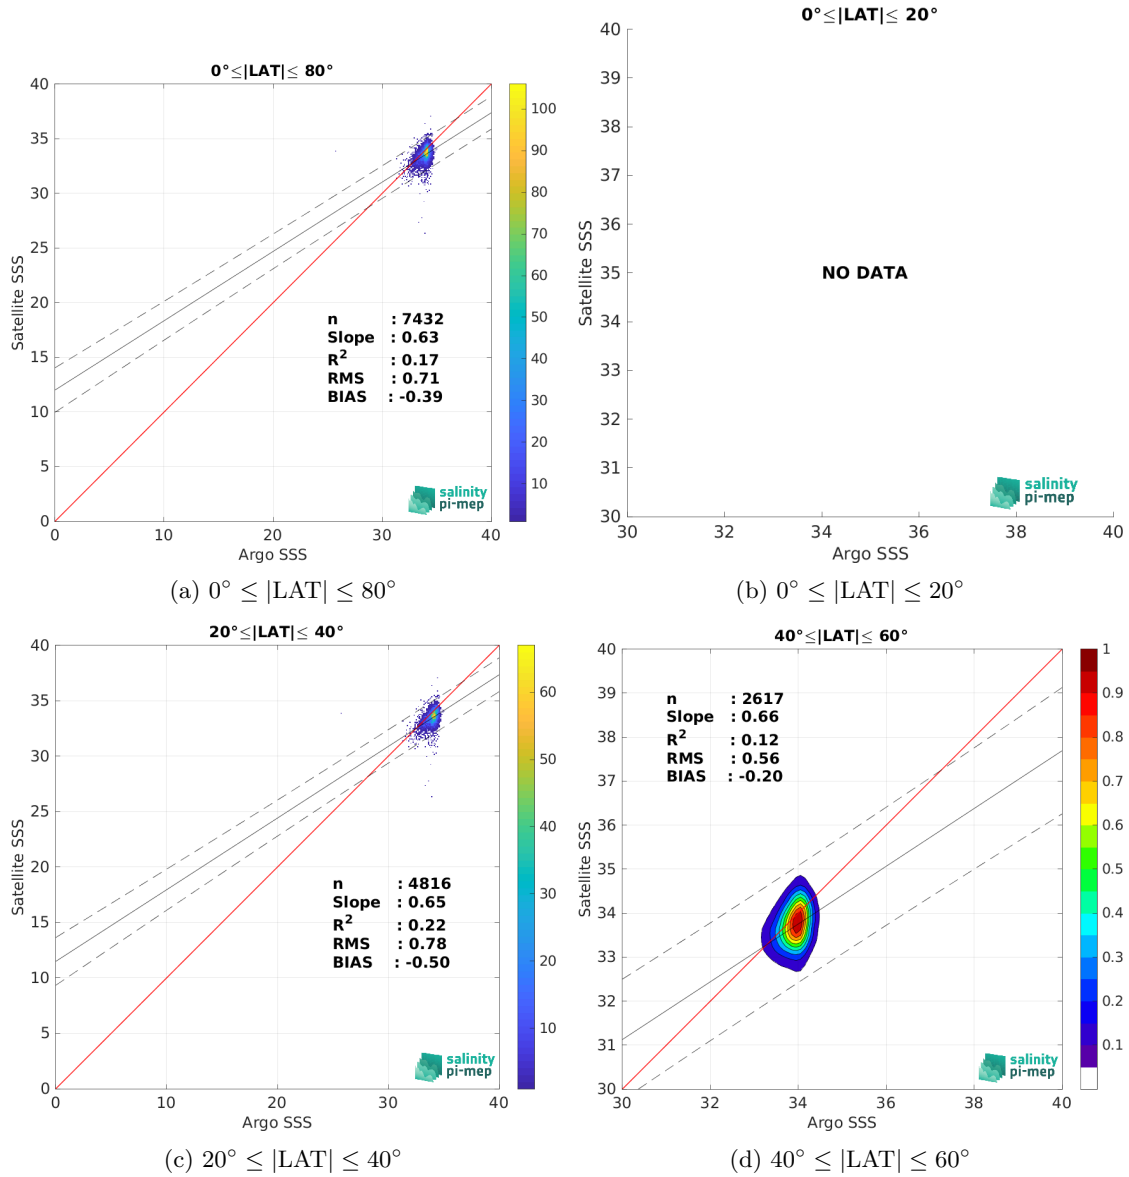 0°≤|LAT|≤ 80°
40
35
30
25
20
15
10
5
0
Satellite SSS
0
10
20
30
40
Argo SSS
n : 7432
Slope : 0.63
R² : 0.17
RMS : 0.71
BIAS : -0.39
salinity
pi-mep
100
90
80
70
60
50
40
30
20
10
(a) 0° ≤ |LAT| ≤ 80°
0°≤|LAT|≤ 20°
40
39
38
37
36
35
34
33
32
31
30
Satellite SSS
NO DATA
salinity
pi-mep
30
32
34
36
38
40
Argo SSS
(b) 0° ≤ |LAT| ≤ 20°
20°≤|LAT|≤ 40°
40
35
30
25
20
15
10
5
0
Satellite SSS
n : 4816
Slope : 0.65
R² : 0.22
RMS : 0.78
BIAS : -0.50
salinity
pi-mep
0
10
20
30
40
Argo SSS
60
50
40
30
20
10
(c) 20° ≤ |LAT| ≤ 40°
40°≤|LAT|≤ 60°
40
39
38
37
36
35
34
33
32
31
30
Satellite SSS
n : 2617
Slope : 0.66
R² : 0.12
RMS : 0.56
BIAS : -0.20
salinity
pi-mep
30
32
34
36
38
40
Argo SSS
1
0.9
0.8
0.7
0.6
0.5
0.4
0.3
0.2
0.1
(d) 40° ≤ |LAT| ≤ 60°